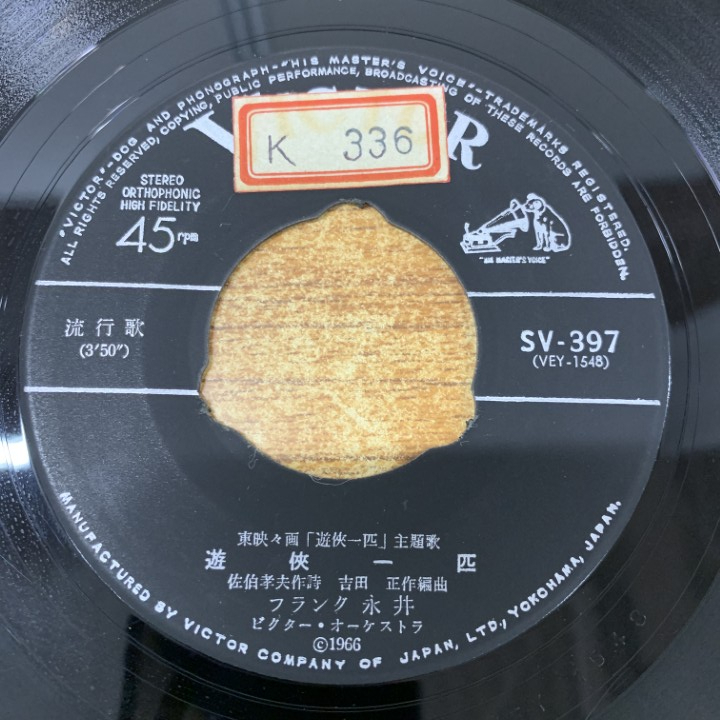 "VICTOR"-DOG AND PHONOGRAPH-"HIS MASTER'S VOICE"-TRADEMARKS REGISTERED.
ALL RIGHTS RESERVED, COPYING, PUBLIC PERFORMANCE, BROADCASTING OF THESE RECORDS ARE FORBIDDEN.
K 336
STEREO
ORTHOPHONIC
HIGH FIDELITY
45 rpm
"HIS MASTER'S VOICE"
流行歌
(3'50")
SV-397
(VEY-1548)
東映々画「遊俠一匹」主題歌
遊俠一匹
佐伯孝夫作詩 吉田 正作編曲
フランク永井
ビクター・オーケストラ
©1966
MANUFACTURED BY VICTOR COMPANY OF JAPAN, LTD., YOKOHAMA, JAPAN.